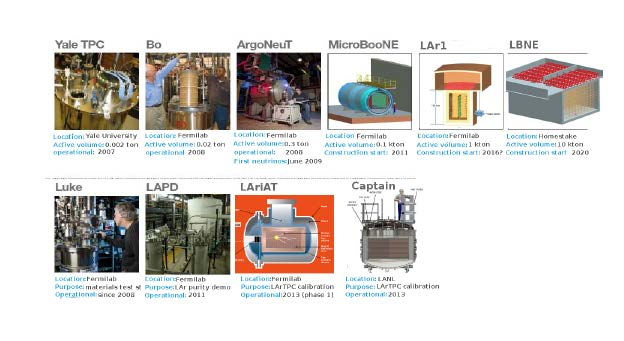 Yale TPC
Location: Yale University
Active volume:0.002 ton
operational: 2007
Bo
Location: Fermilab
Active volume:0.02 ton
operational 2008
ArgoNeuT
Location:Fermilab
Active volume:0.3 ton
operational: 2008
First neutrinos:June 2009
MicroBooNE
Location Fermilab
Active volume:0.1 kton
Construction start: 2011
LAr1
Location:Fermilab
Active volume:1 kton
Construction start: 2016?
LBNE
Location: Homestake
Active volume:10 kton
Construction start 2020
Luke
Location:Fermilab
Purpose:materials test st
Operational:since 2008
LAPD
Location:Fermilab
Purpose:LAr purity demo
Operational: 2011
LAriAT
Location:Fermilab
Purpose:LArTPC calibration
Operational:2013 (phase 1)
Captain
Location: LANL
Purpose: LArTPC calibration
Operational:2013